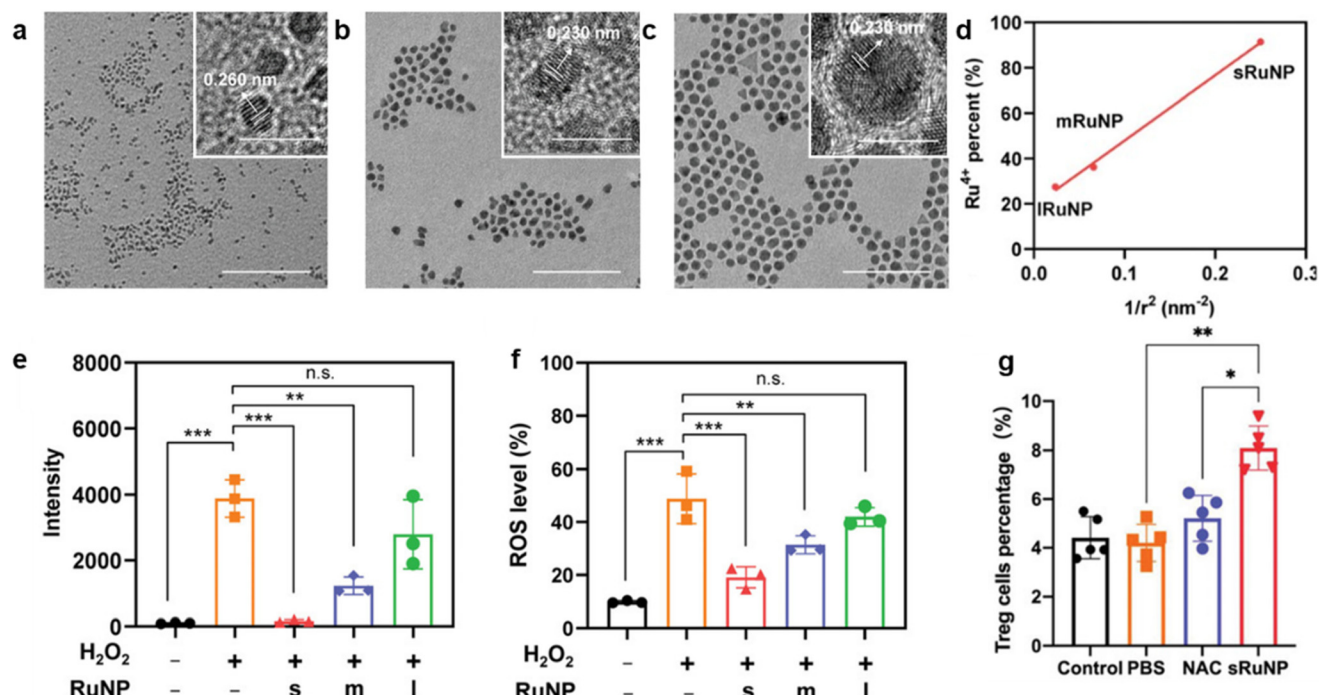 a
0.260 nm
b
0.230 nm
c
0.230 nm
d
Ru4+ percent (%)
100
80
60
40
20
0
sRuNP
mRuNP
lRuNP
0.0 0.1 0.2 0.3
1/r2 (nm-2)
e
Intensity
8000
6000
4000
2000
0
n.s.
**
***
***
H2O2 – + + + +
RuNP – – s m l
f
ROS level (%)
100
80
60
40
20
0
n.s.
**
***
***
H2O2 – + + + +
RuNP – – s m l
g
Treg cells percentage (%)
10
8
6
4
2
0
**
*
Control PBS NAC sRuNP